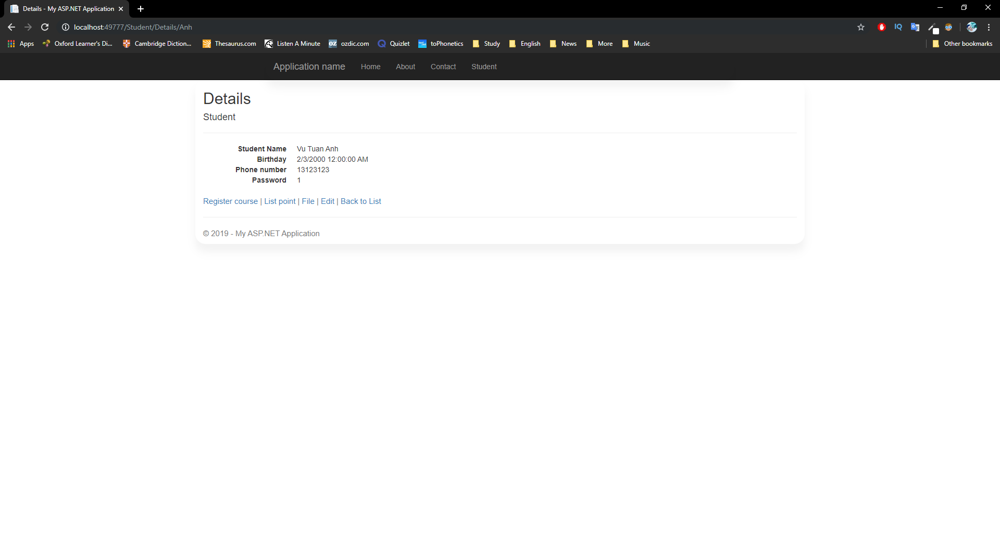 Details - My ASP.NET Application
localhost:49777/Student/Details/Anh
IQ
Apps Oxford Learner's Di... Cambridge Diction... Thesaurus.com Listen A Minute OZ ozdic.com Quizlet toPhonetics Study English News More Music Other bookmarks
Application name Home About Contact Student
Details
Student
Student Name Vu Tuan Anh
Birthday 2/3/2000 12:00:00 AM
Phone number 13123123
Password 1
Register course | List point | File | Edit | Back to List
© 2019 - My ASP.NET Application